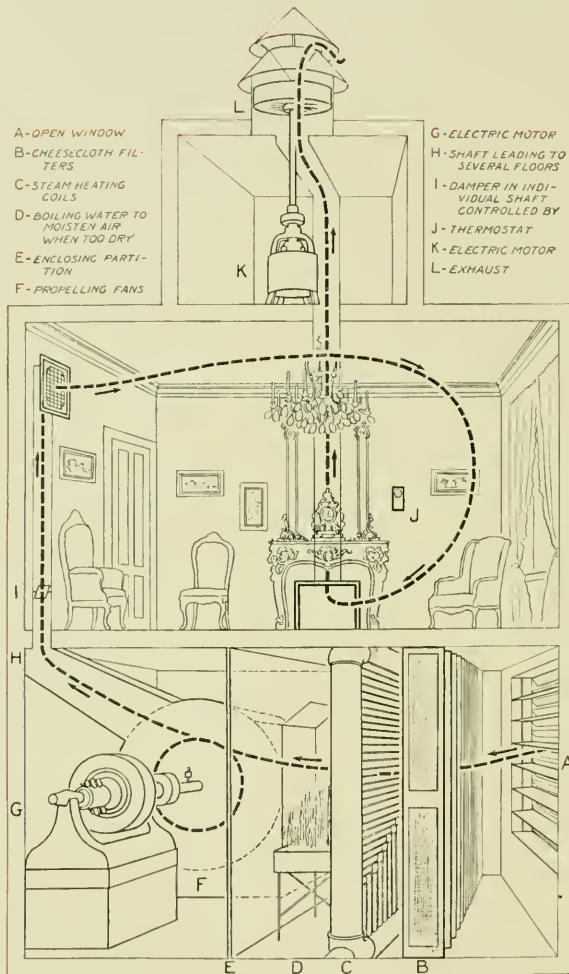 A-OPEN WINDOW
B-CHEESECLOTH FIL-
TERS
C-STEAM HEATING
COILS
D-BOILING WATER TO
MOISTEN AIR
WHEN TOO DRY
E-ENCLOSING PARTI-
TION
F-PROPELLING FANS
G-ELECTRIC MOTOR
H-SHAFT LEADING TO
SEVERAL FLOORS
I-DAMPER IN INDI-
VIDUAL SHAFT
CONTROLLED BY
J-THERMOSTAT
K-ELECTRIC MOTOR
L-EXHAUST
L
K
J
I
H
A
G
F
E
D
C
B